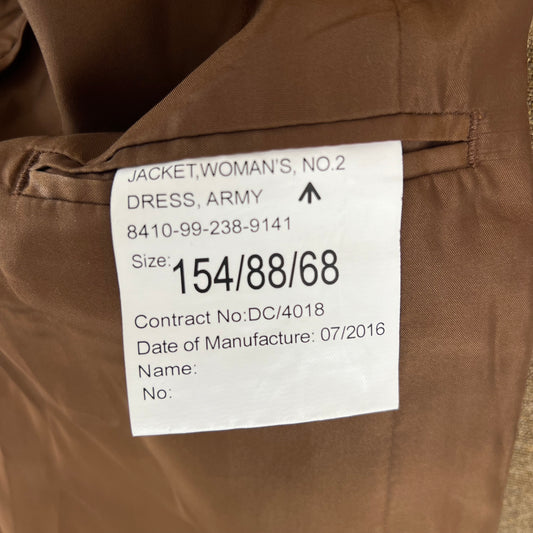 JACKET,WOMAN'S, NO.2
DRESS, ARMY
8410-99-238-9141
Size: 154/88/68
Contract No:DC/4018
Date of Manufacture: 07/2016
Name:
No: